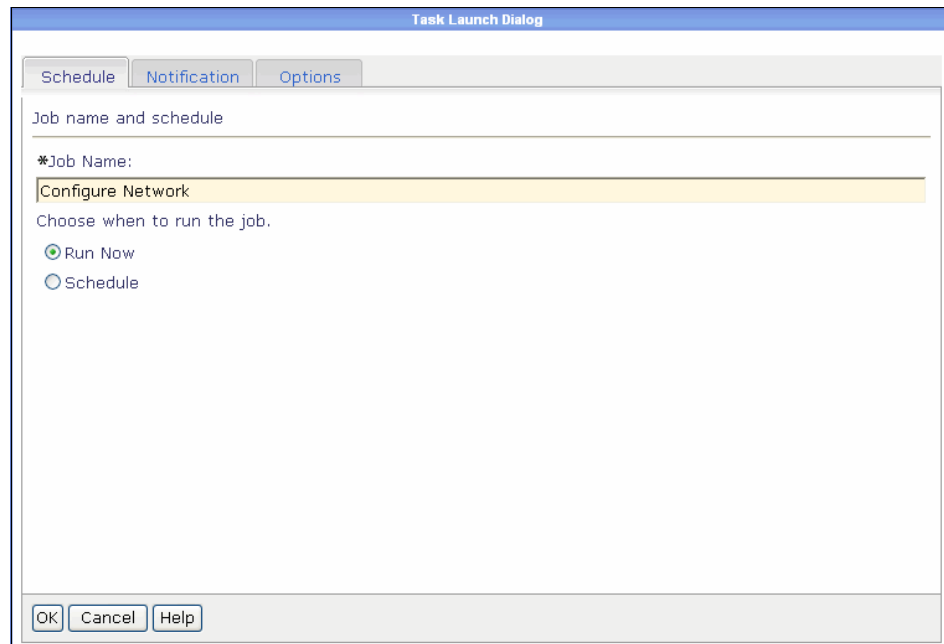 Task Launch Dialog
Schedule Notification Options
Job name and schedule
*Job Name:
Configure Network
Choose when to run the job.
Run Now
Schedule
OK Cancel Help